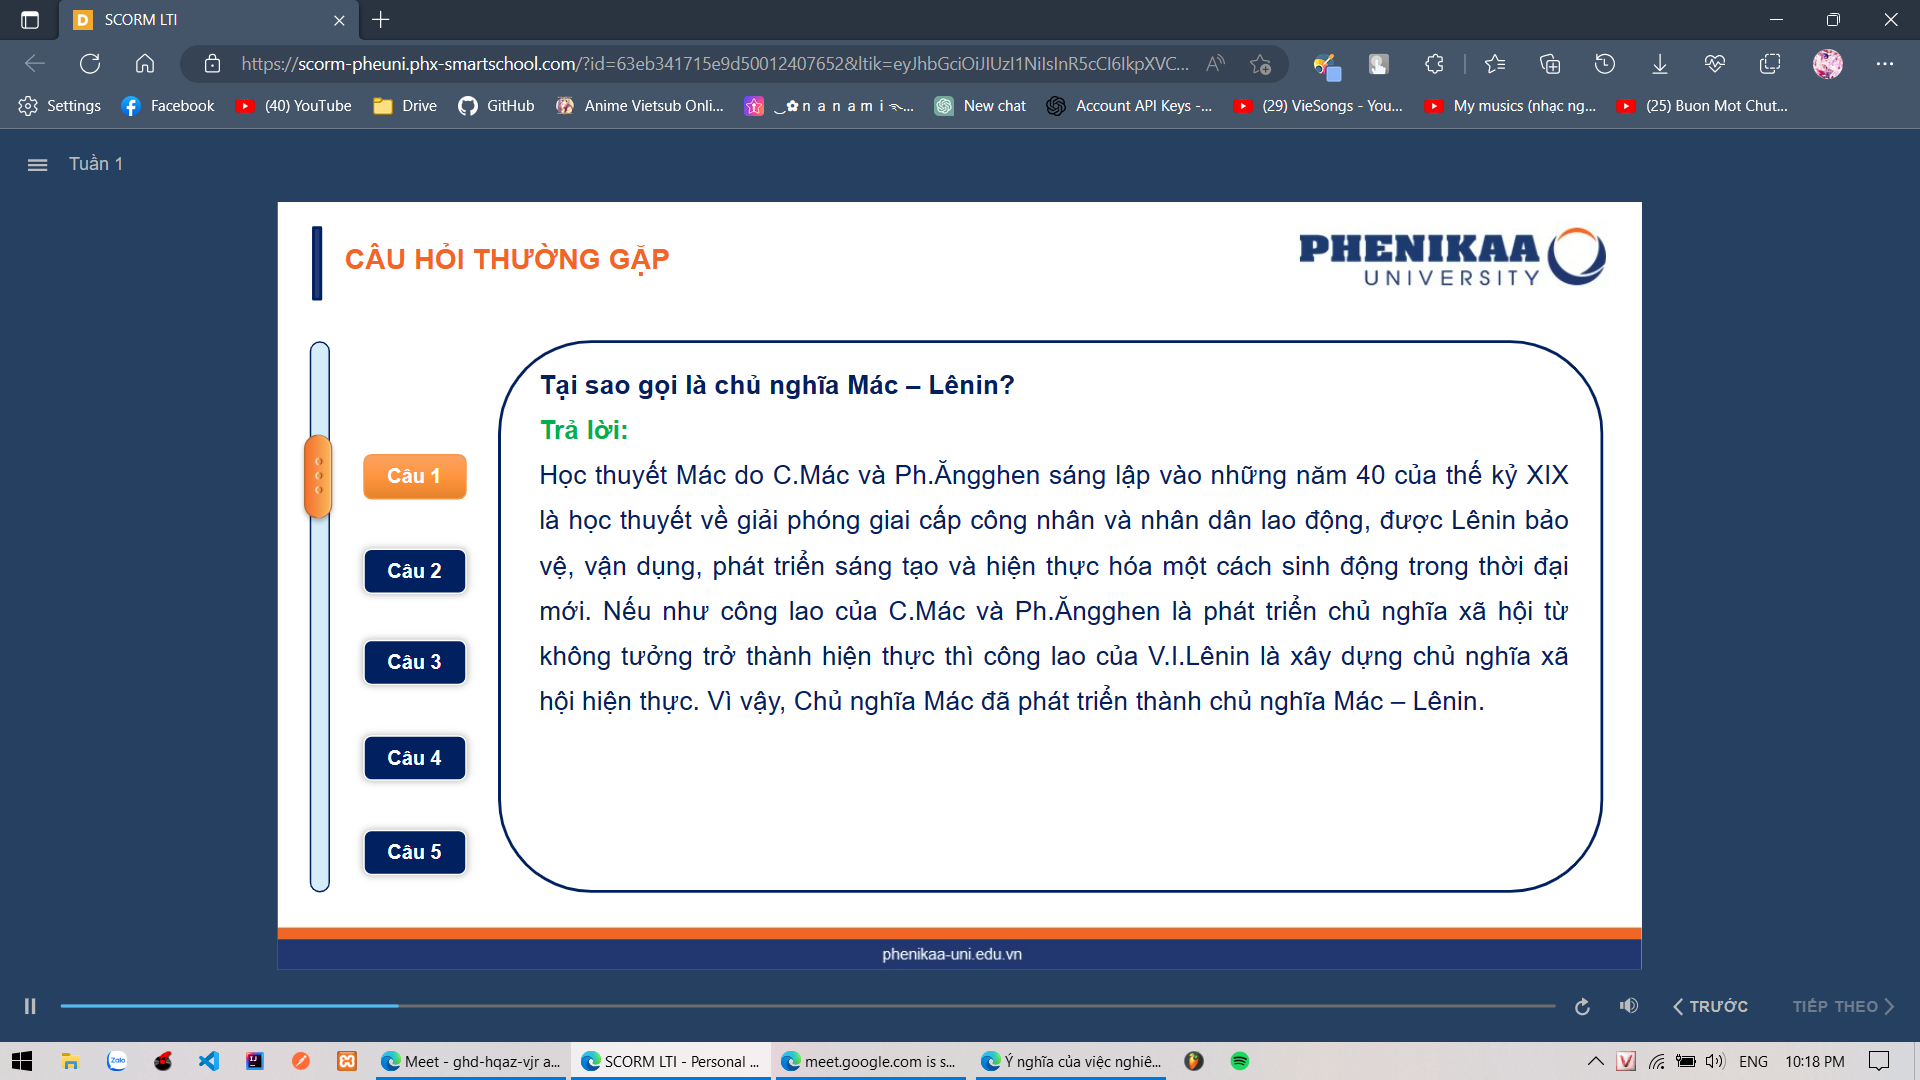 SCORM LTI
https://scorm-pheuni.phx-smartschool.com/?id=63eb341715e9d50012407652&ltik=eyJhbGciOiJIUzI1NiIsInR5cCI6IkpXVC...
Settings Facebook (40) YouTube Drive GitHub Anime Vietsub Onli... n a n a m i ... New chat Account API Keys -... (29) VieSongs - You... My musics (nhạc ng... (25) Buon Mot Chut...
Tuần 1
CÂU HỎI THƯỜNG GẶP
PHENIKAA
UNIVERSITY
Tại sao gọi là chủ nghĩa Mác – Lênin?
Trả lời:
Học thuyết Mác do C.Mác và Ph.Ăngghen sáng lập vào những năm 40 của thế kỷ XIX
là học thuyết về giải phóng giai cấp công nhân và nhân dân lao động, được Lênin bảo
vệ, vận dụng, phát triển sáng tạo và hiện thực hóa một cách sinh động trong thời đại
mới. Nếu như công lao của C.Mác và Ph.Ăngghen là phát triển chủ nghĩa xã hội từ
không tưởng trở thành hiện thực thì công lao của V.I.Lênin là xây dựng chủ nghĩa xã
hội hiện thực. Vì vậy, Chủ nghĩa Mác đã phát triển thành chủ nghĩa Mác – Lênin.
Câu 1
Câu 2
Câu 3
Câu 4
Câu 5
phenikaa-uni.edu.vn
TRƯỚC TIẾP THEO
Zalo Meet - ghd-hqaz-vjr a... SCORM LTI - Personal ... meet.google.com is s... Ý nghĩa của việc nghiê... ENG 10:18 PM